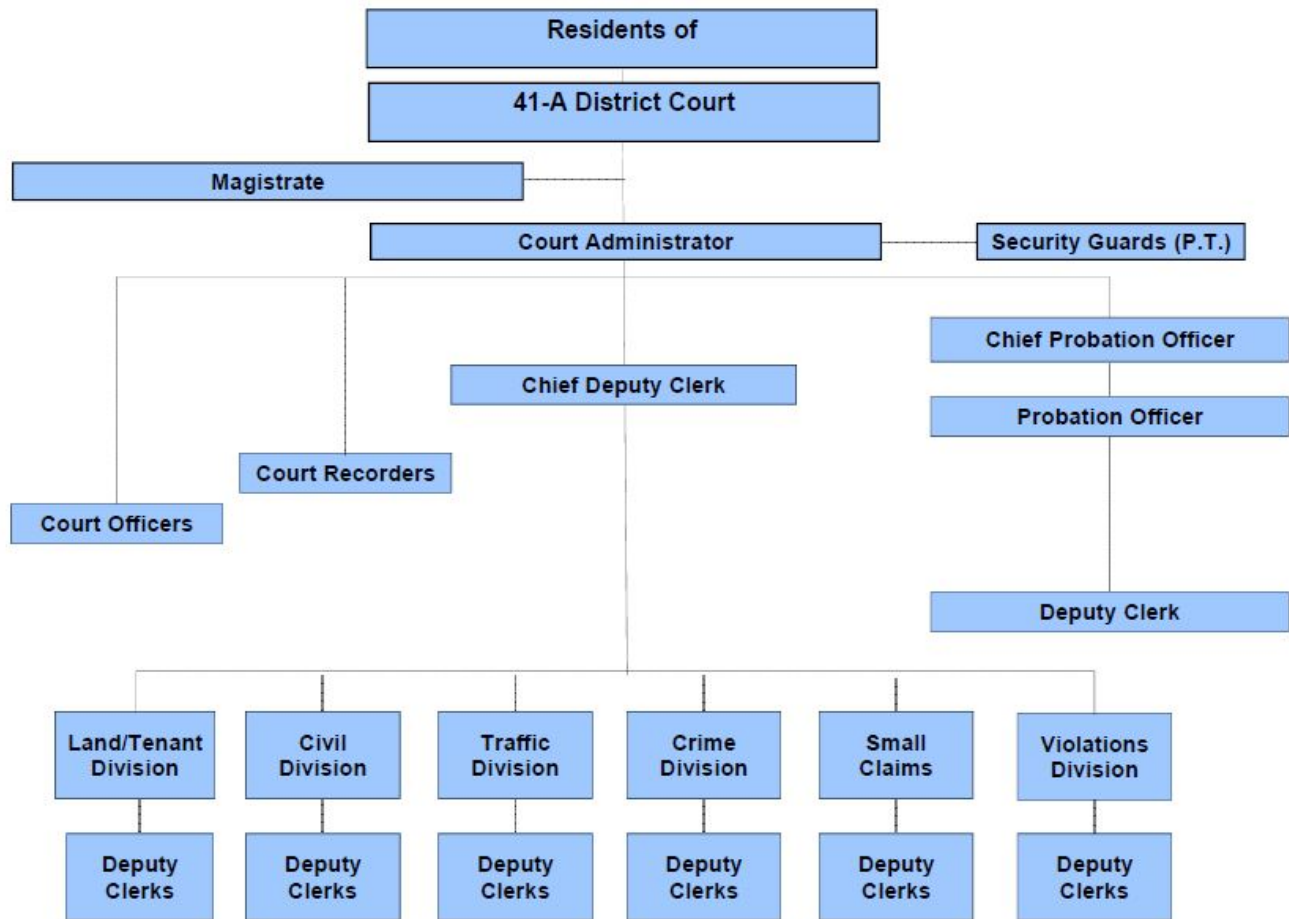 Residents of
41-A District Court
Magistrate
Court Administrator
Security Guards (P.T.)
Chief Probation Officer
Chief Deputy Clerk
Probation Officer
Court Recorders
Court Officers
Deputy Clerk
Land/Tenant
Division
Civil
Division
Traffic
Division
Crime
Division
Small
Claims
Violations
Division
Deputy
Clerks
Deputy
Clerks
Deputy
Clerks
Deputy
Clerks
Deputy
Clerks
Deputy
Clerks